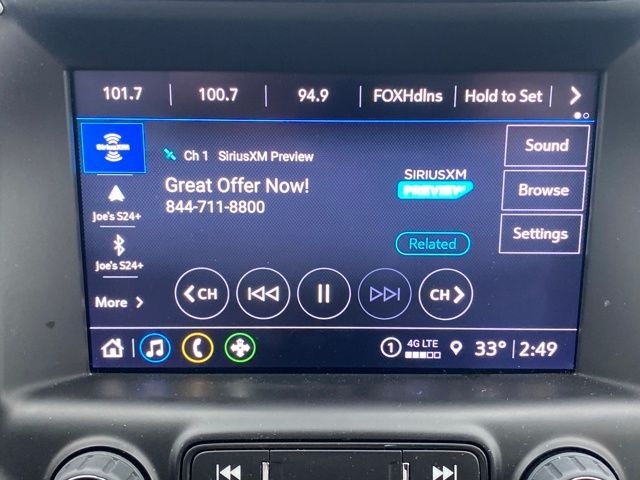 101.7 100.7 94.9 FOXHdlns Hold to Set
SiriusXM
Ch 1 SiriusXM Preview
Sound
Great Offer Now!
844-711-8800
SIRIUSXM
PREVIEW
Browse
Joe's S24+
Related
Settings
Joe's S24+
More
CH
CH
1 4G LTE 33° 2:49